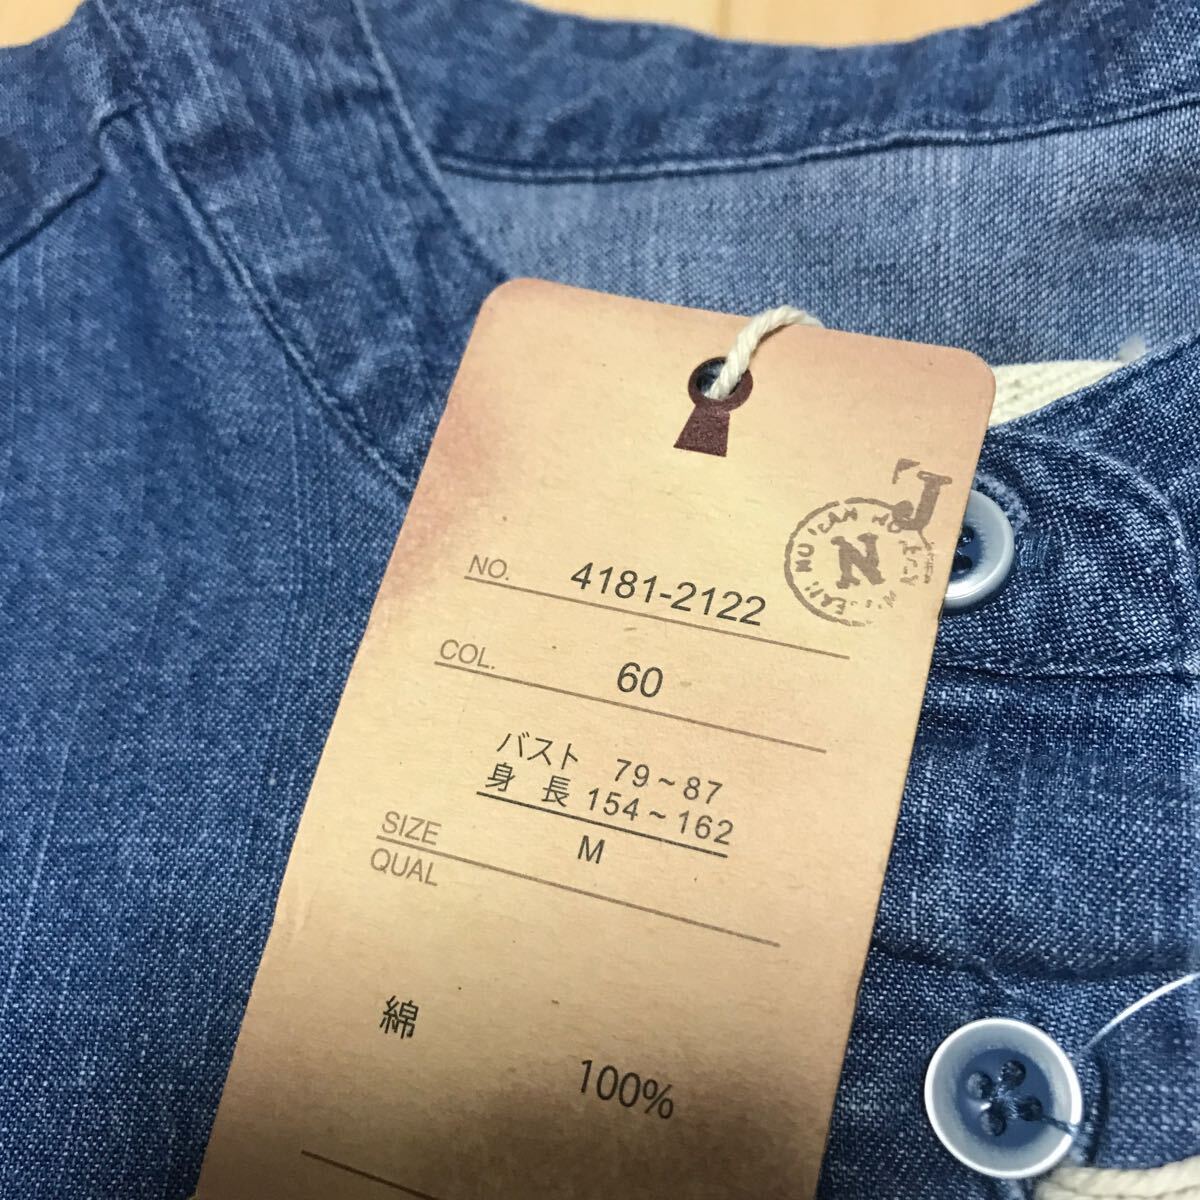 J
N
NO. 4181-2122
COL. 60
バスト 79~87
身 長 154~162
SIZE M
QUAL
綿
100%